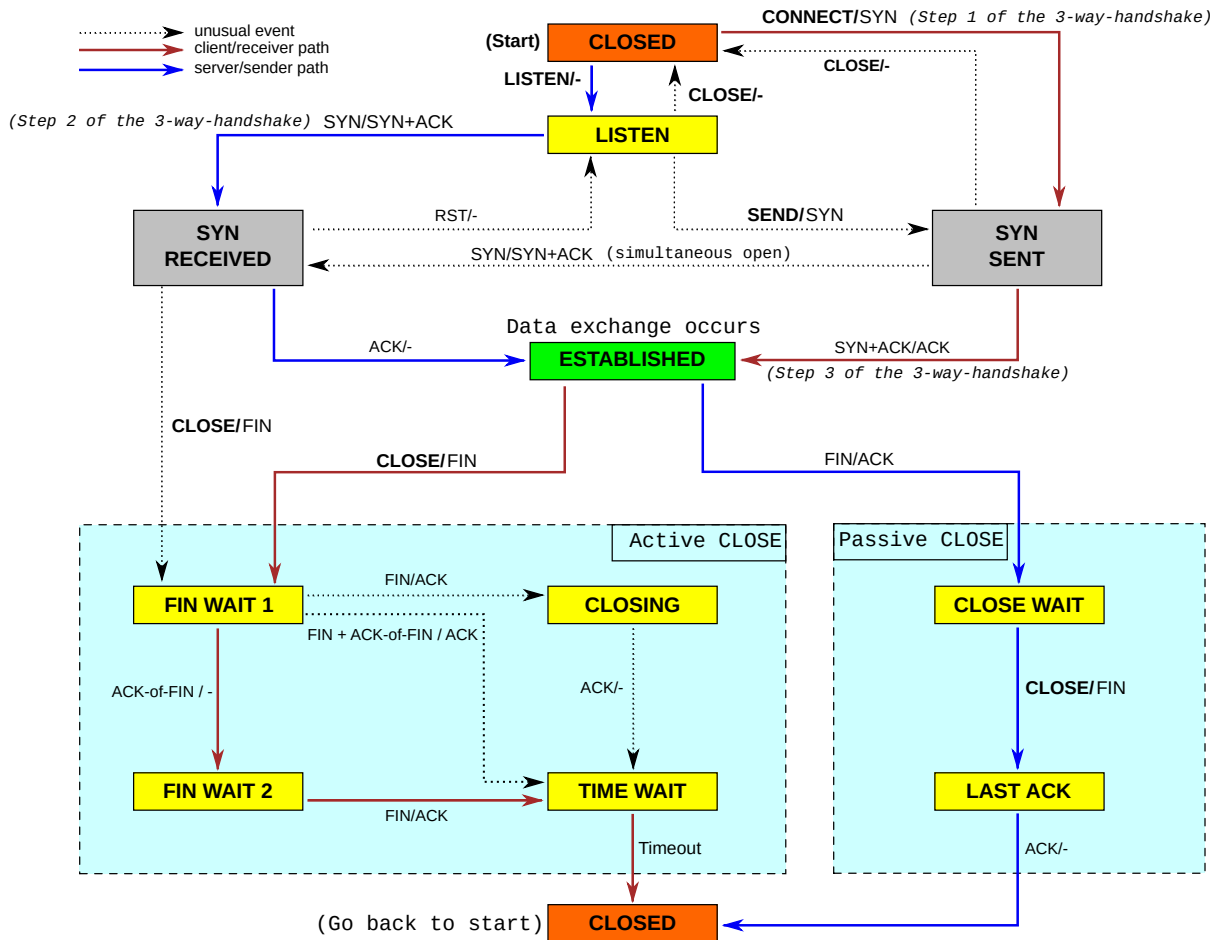 unusual event
client/receiver path
server/sender path
CONNECT/SYN (Step 1 of the 3-way-handshake)
(Start)
CLOSED
CLOSE/-
LISTEN/-
CLOSE/-
(Step 2 of the 3-way-handshake) SYN/SYN+ACK
LISTEN
RST/-
SEND/SYN
SYN
RECEIVED
SYN
SENT
SYN/SYN+ACK (simultaneous open)
Data exchange occurs
ACK/-
ESTABLISHED
SYN+ACK/ACK
(Step 3 of the 3-way-handshake)
CLOSE/FIN
CLOSE/FIN
FIN/ACK
Active CLOSE
Passive CLOSE
FIN WAIT 1
FIN/ACK
CLOSING
CLOSE WAIT
FIN + ACK-of-FIN / ACK
ACK-of-FIN / -
ACK/-
CLOSE/FIN
FIN WAIT 2
TIME WAIT
LAST ACK
FIN/ACK
Timeout
ACK/-
(Go back to start)
CLOSED